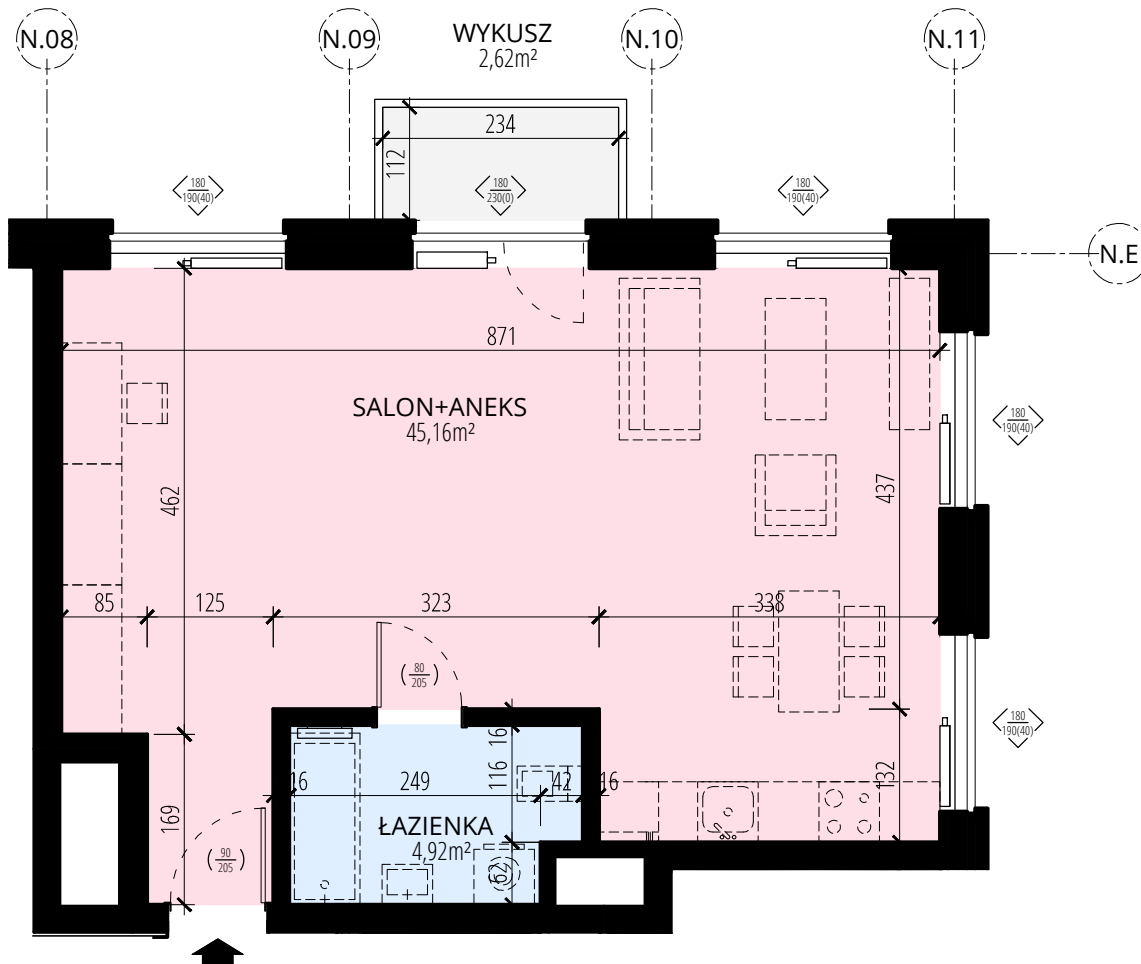 N.08
N.09
WYKUSZ
2,62m²
N.10
N.11
234
112
180
190(40)
180
230(0)
180
190(40)
N.E
871
SALON+ANEKS
45,16m²
180
190(40)
462
437
85
125
323
338
80
205
180
190(40)
16
116
16
249
42
16
132
169
ŁAZIENKA
4,92m²
90
205
62